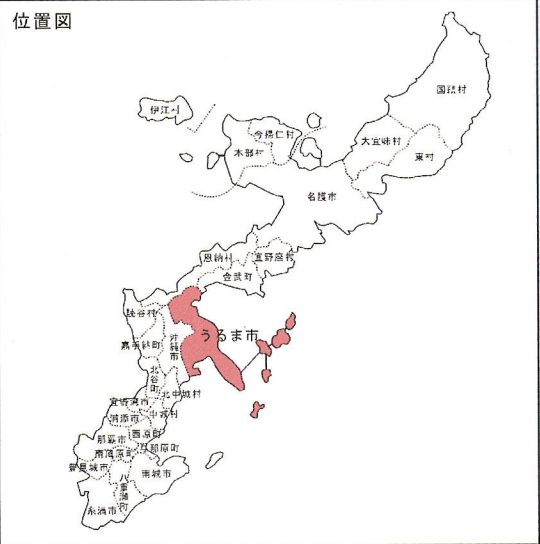 位置図
国頭村
伊江村
今帰仁村
大宜味村
本部町
東村
名護市
恩納村
宜野座村
金武町
読谷村
うるま市
沖縄市
嘉手納町
北谷町
北中城村
宜野湾市
中城村
浦添市
西原町
那覇市
与那原町
南風原町
豊見城市
南城市
八重瀬町
糸満市